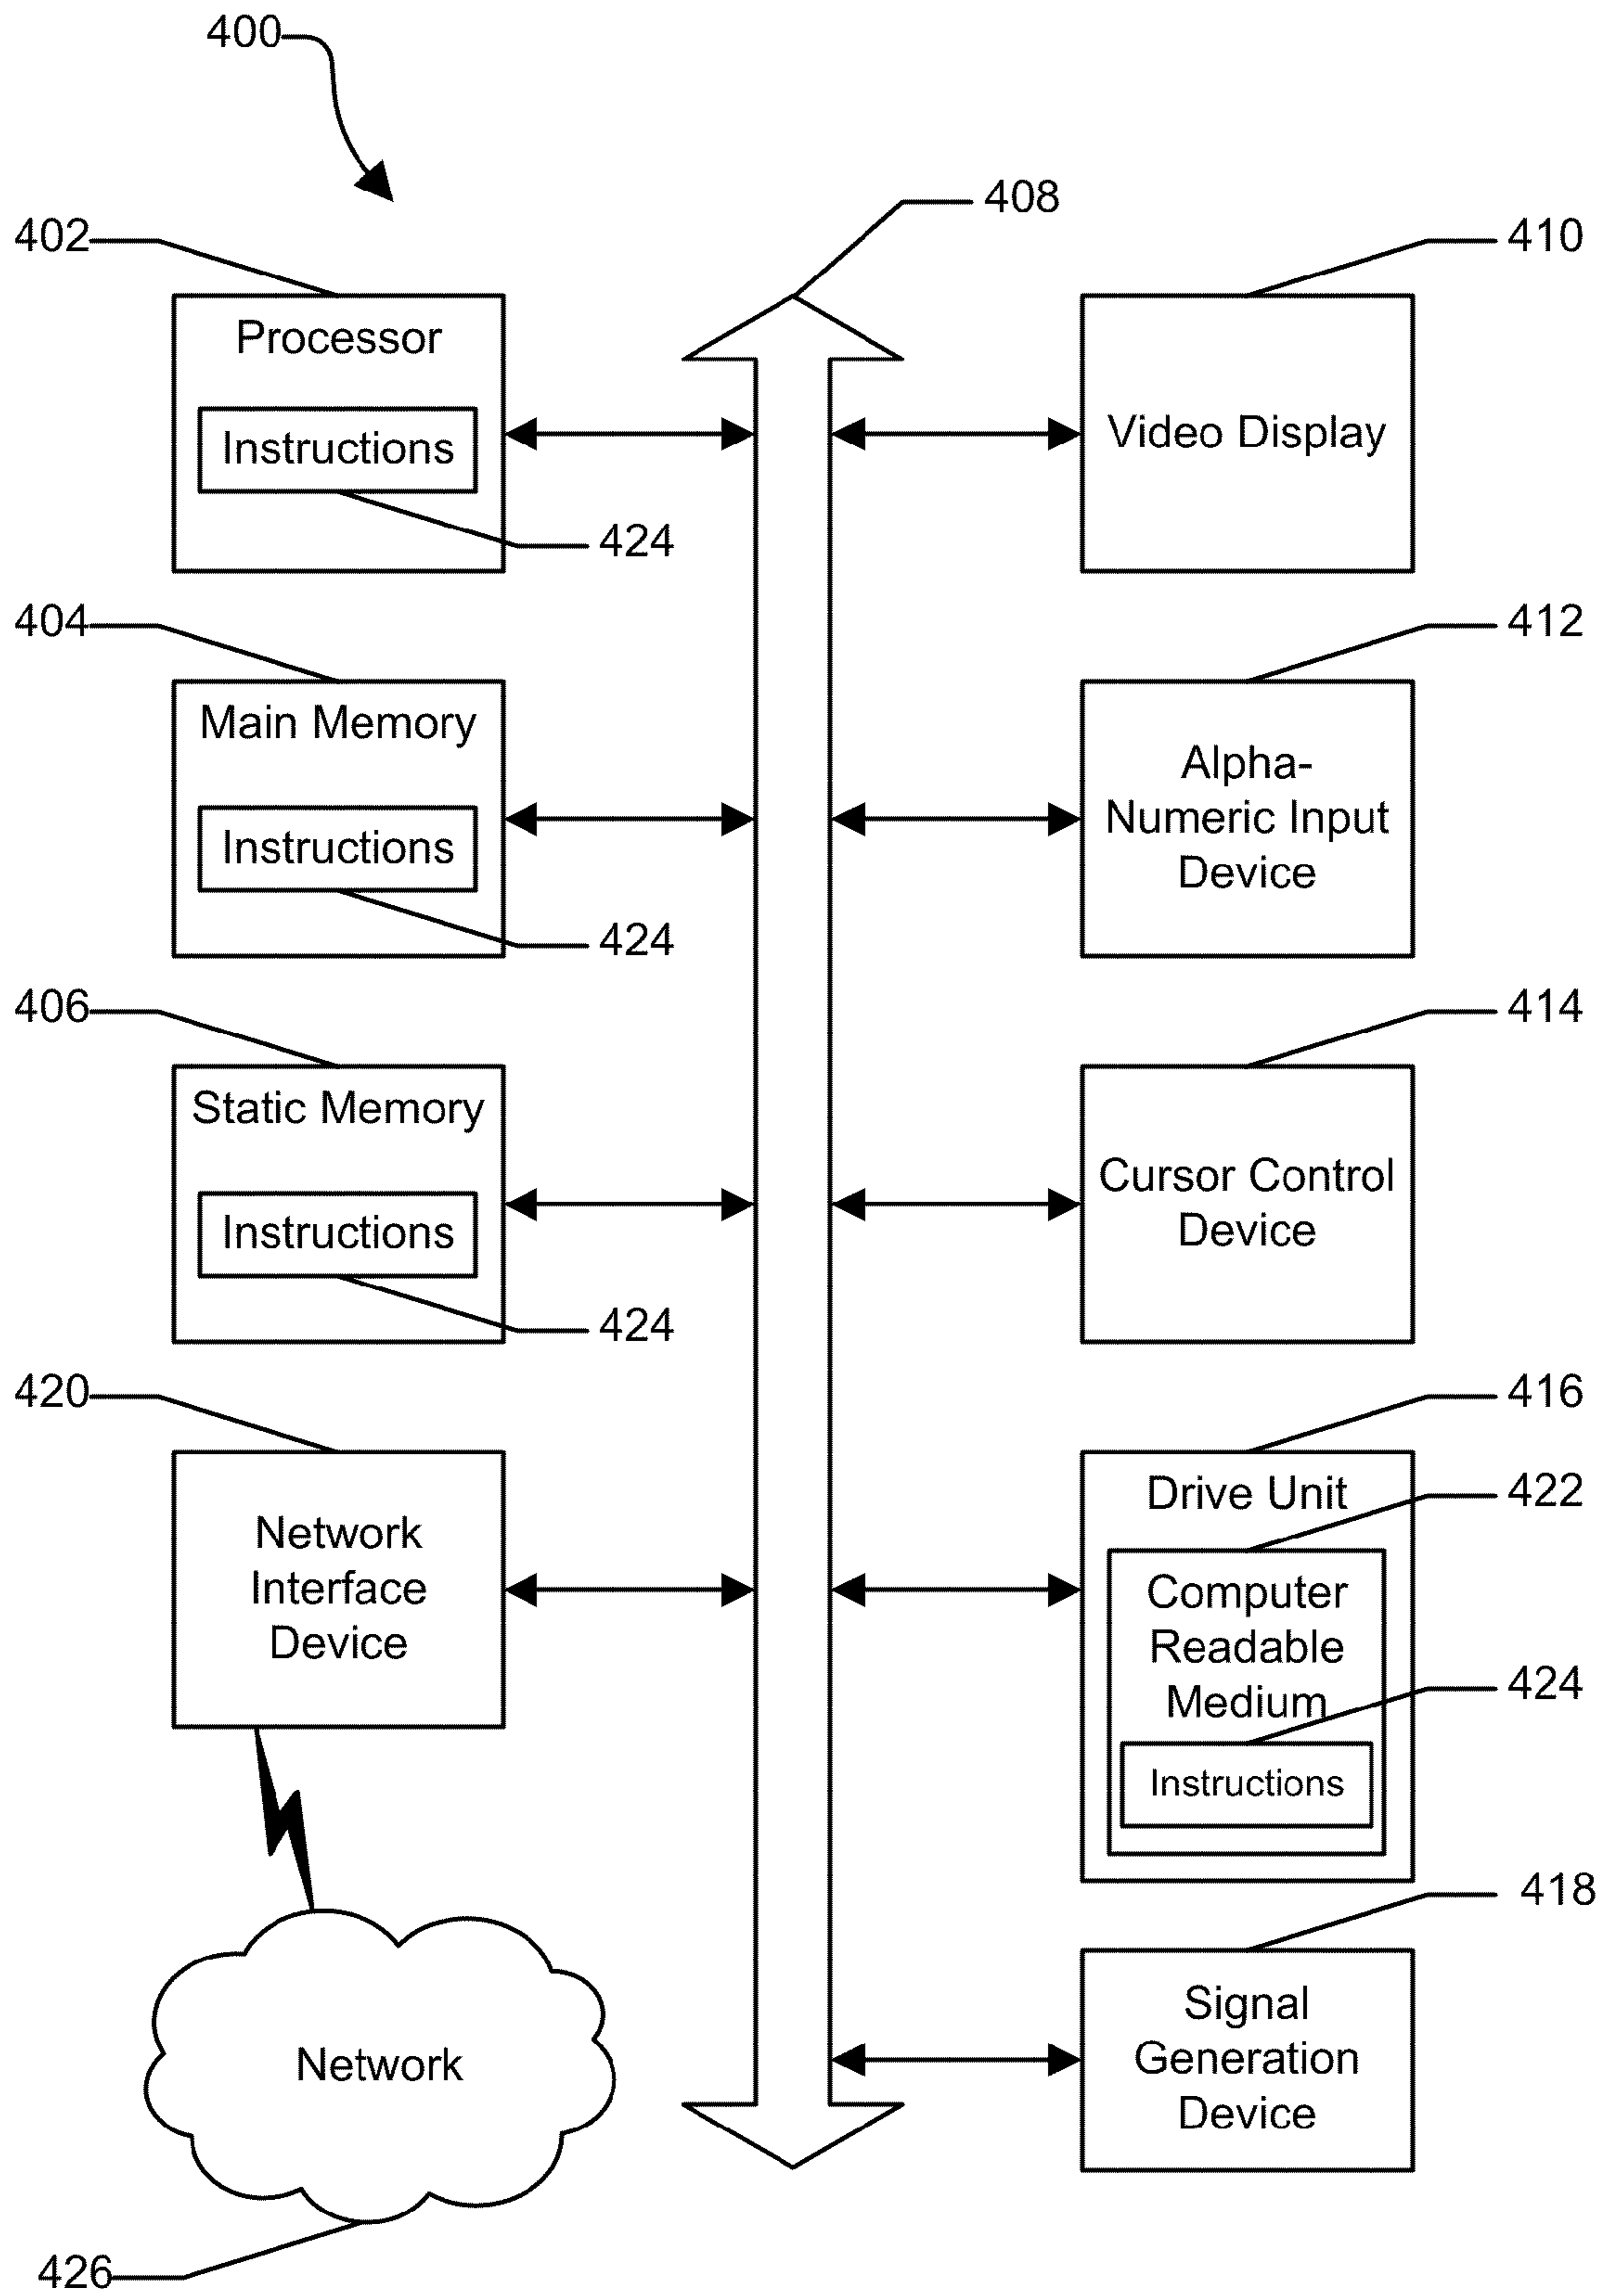 400
408
402
410
Processor
Instructions
424
Video Display
404
412
Main Memory
Instructions
424
Alpha-
Numeric Input
Device
406
414
Static Memory
Instructions
424
Cursor Control
Device
420
416
Network
Interface
Device
Drive Unit
422
Computer
Readable
Medium
424
Instructions
418
Signal
Generation
Device
Network
426